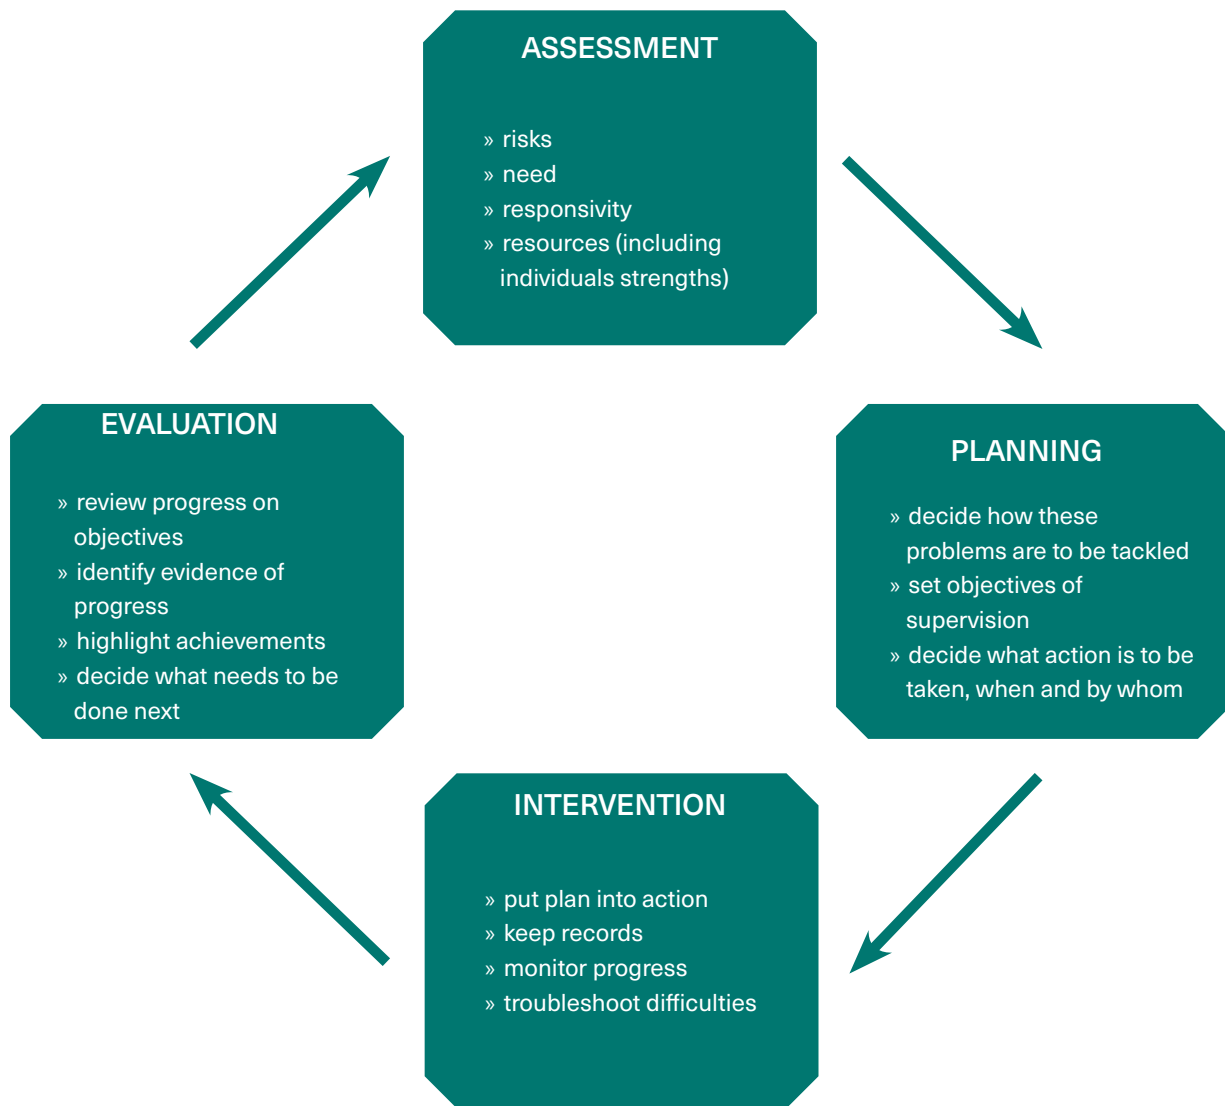 ASSESSMENT
» risks
» need
» responsivity
» resources (including
individuals strengths)
PLANNING
» decide how these
problems are to be tackled
» set objectives of
supervision
» decide what action is to be
taken, when and by whom
INTERVENTION
» put plan into action
» keep records
» monitor progress
» troubleshoot difficulties
EVALUATION
» review progress on
objectives
» identify evidence of
progress
» highlight achievements
» decide what needs to be
done next